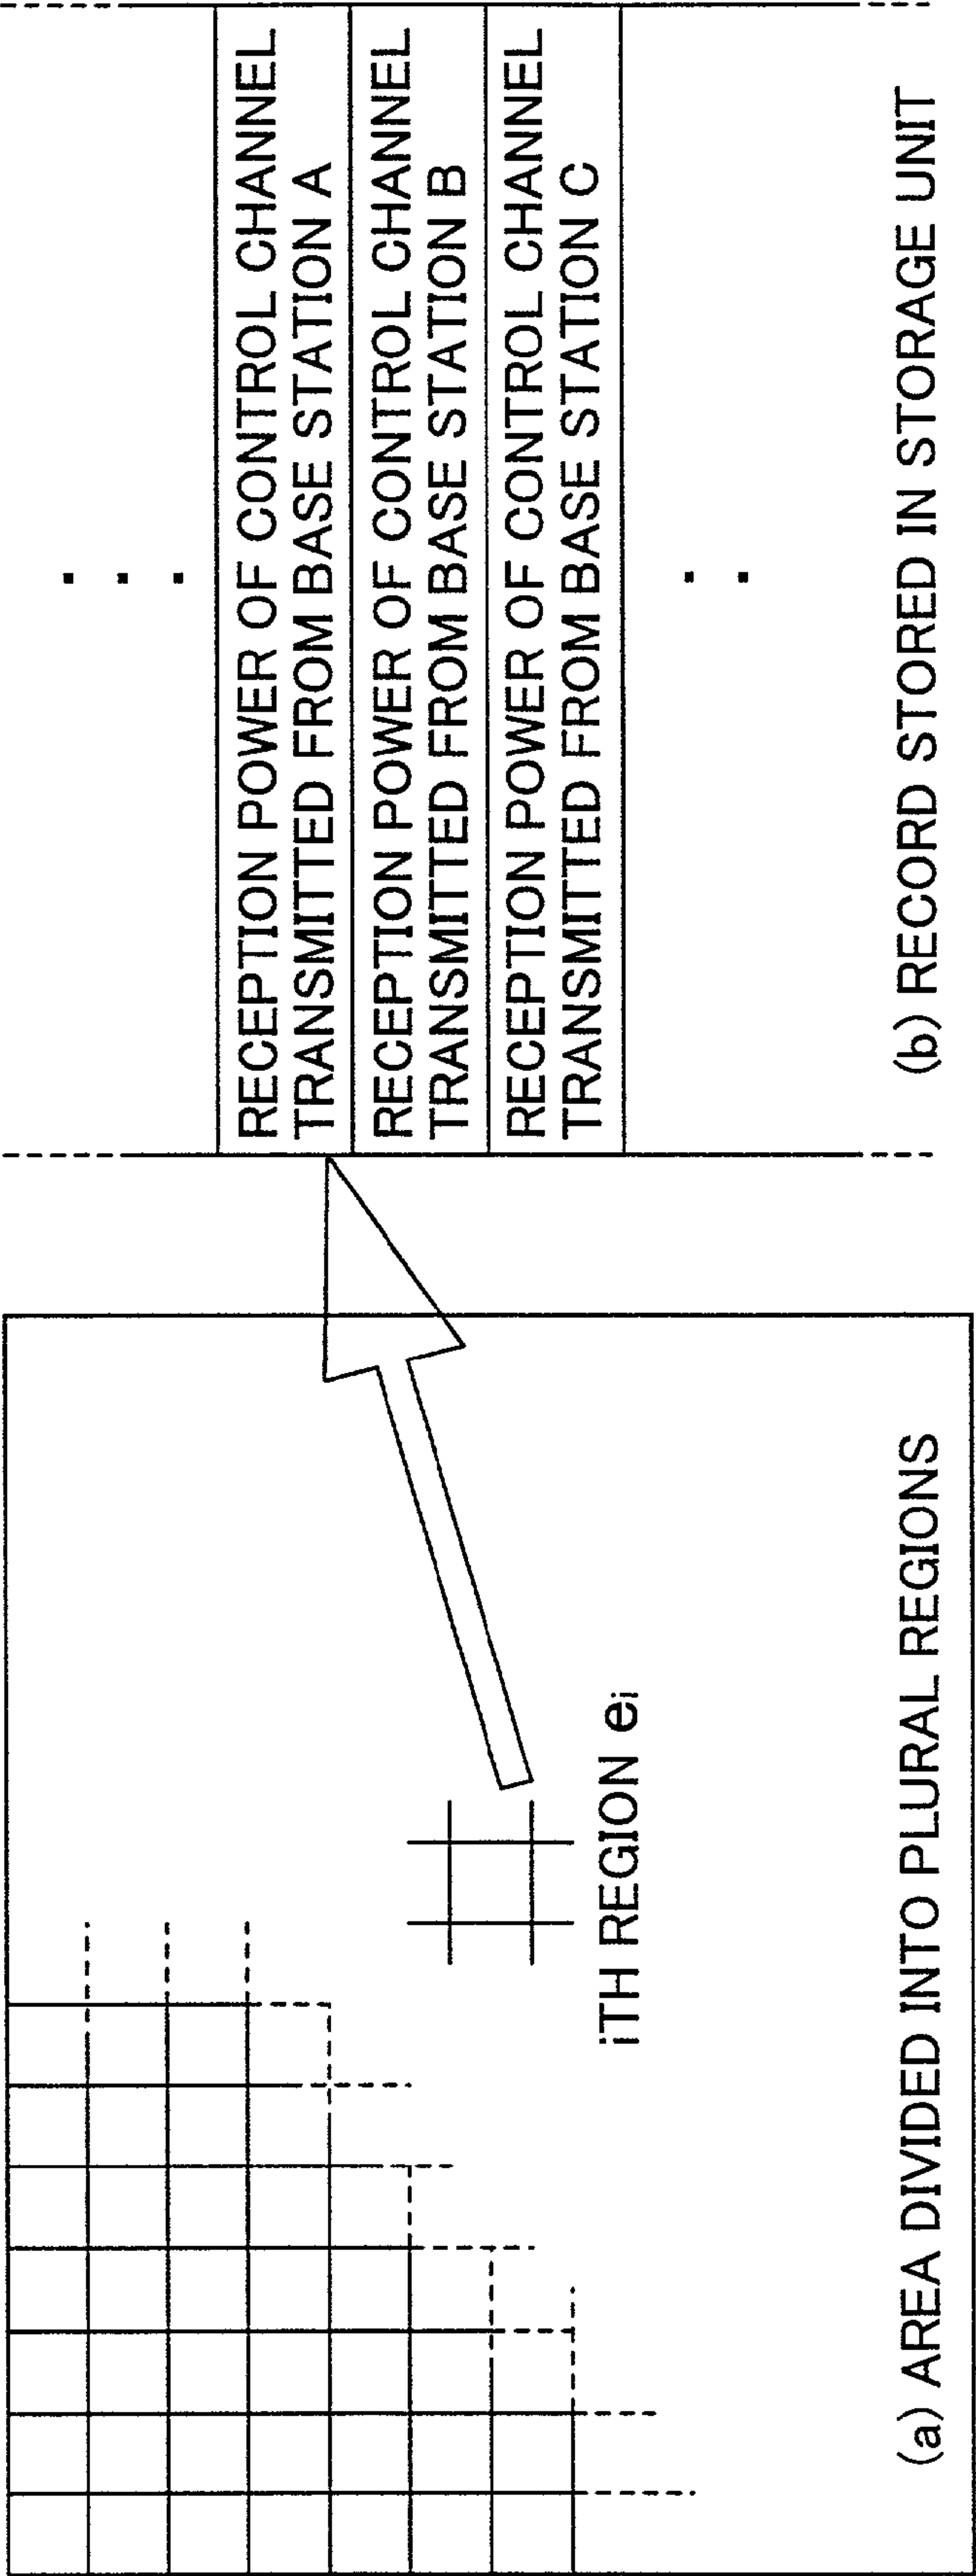 iTH REGION ei
(a) AREA DIVIDED INTO PLURAL REGIONS
RECEPTION POWER OF CONTROL CHANNEL
TRANSMITTED FROM BASE STATION A
RECEPTION POWER OF CONTROL CHANNEL
TRANSMITTED FROM BASE STATION B
RECEPTION POWER OF CONTROL CHANNEL
TRANSMITTED FROM BASE STATION C
(b) RECORD STORED IN STORAGE UNIT